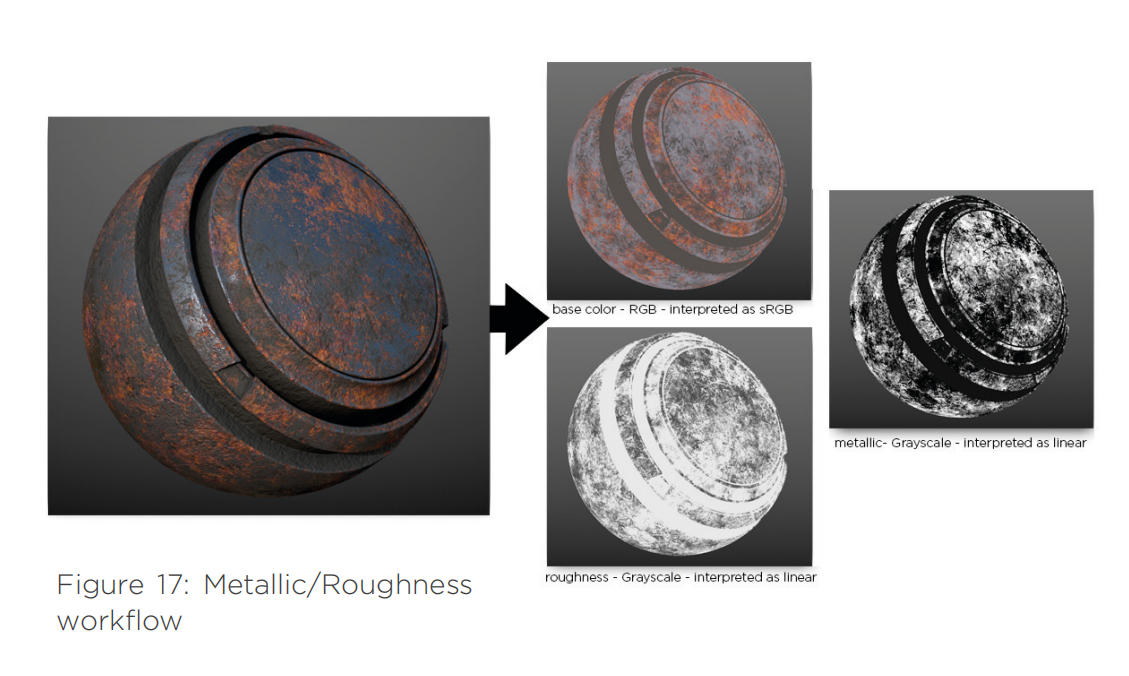 base color - RGB - interpreted as sRGB
metallic- Grayscale - interpreted as linear
roughness - Grayscale - interpreted as linear
Figure 17: Metallic/Roughness
workflow